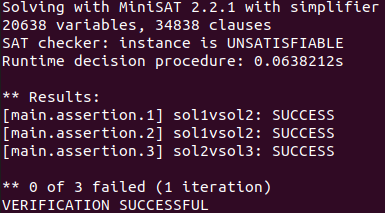 Solving with MiniSAT 2.2.1 with simplifier
20638 variables, 34838 clauses
SAT checker: instance is UNSATISFIABLE
Runtime decision procedure: 0.0638212s

** Results:
[main.assertion.1] sol1vsol2: SUCCESS
[main.assertion.2] sol1vsol2: SUCCESS
[main.assertion.3] sol2vsol3: SUCCESS

** 0 of 3 failed (1 iteration)
VERIFICATION SUCCESSFUL